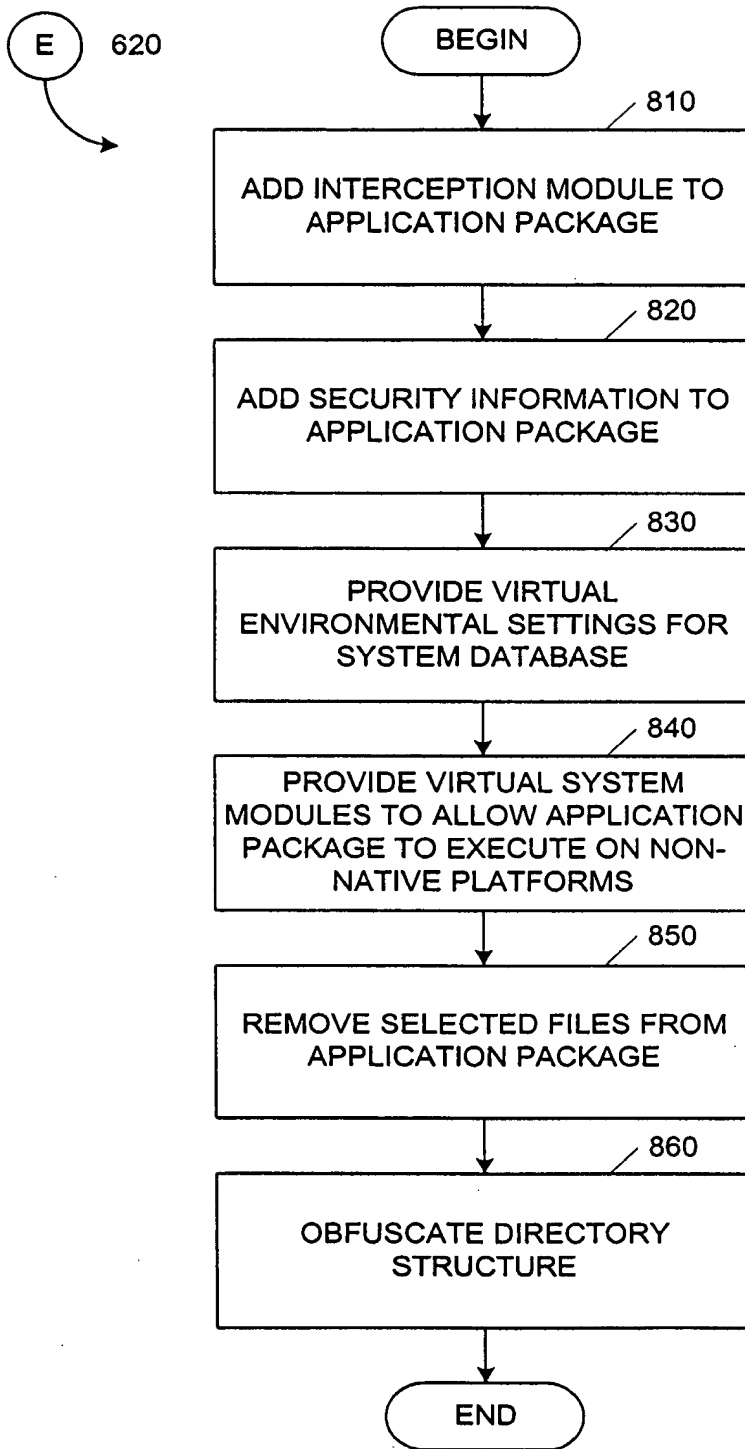 E 620
BEGIN
810
ADD INTERCEPTION MODULE TO
APPLICATION PACKAGE
820
ADD SECURITY INFORMATION TO
APPLICATION PACKAGE
830
PROVIDE VIRTUAL
ENVIRONMENTAL SETTINGS FOR
SYSTEM DATABASE
840
PROVIDE VIRTUAL SYSTEM
MODULES TO ALLOW APPLICATION
PACKAGE TO EXECUTE ON NON-
NATIVE PLATFORMS
850
REMOVE SELECTED FILES FROM
APPLICATION PACKAGE
860
OBFUSCATE DIRECTORY
STRUCTURE
END